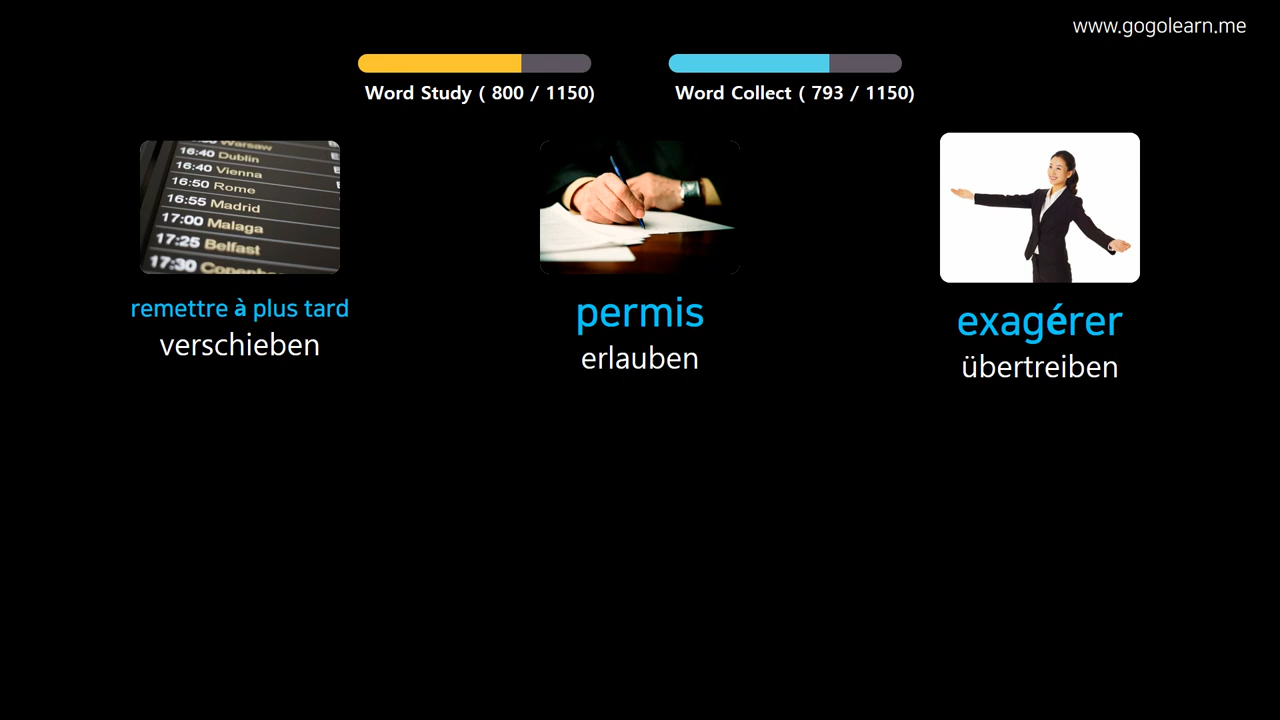 www.gogolearn.me
Word Study ( 800 / 1150)
Word Collect ( 793 / 1150)
Warsaw
16:40 Dublin
16:40 Vienna
16:50 Rome
16:55 Madrid
17:00 Malaga
17:25 Belfast
17:30
remettre à plus tard
verschieben
permis
erlauben
exagérer
übertreiben